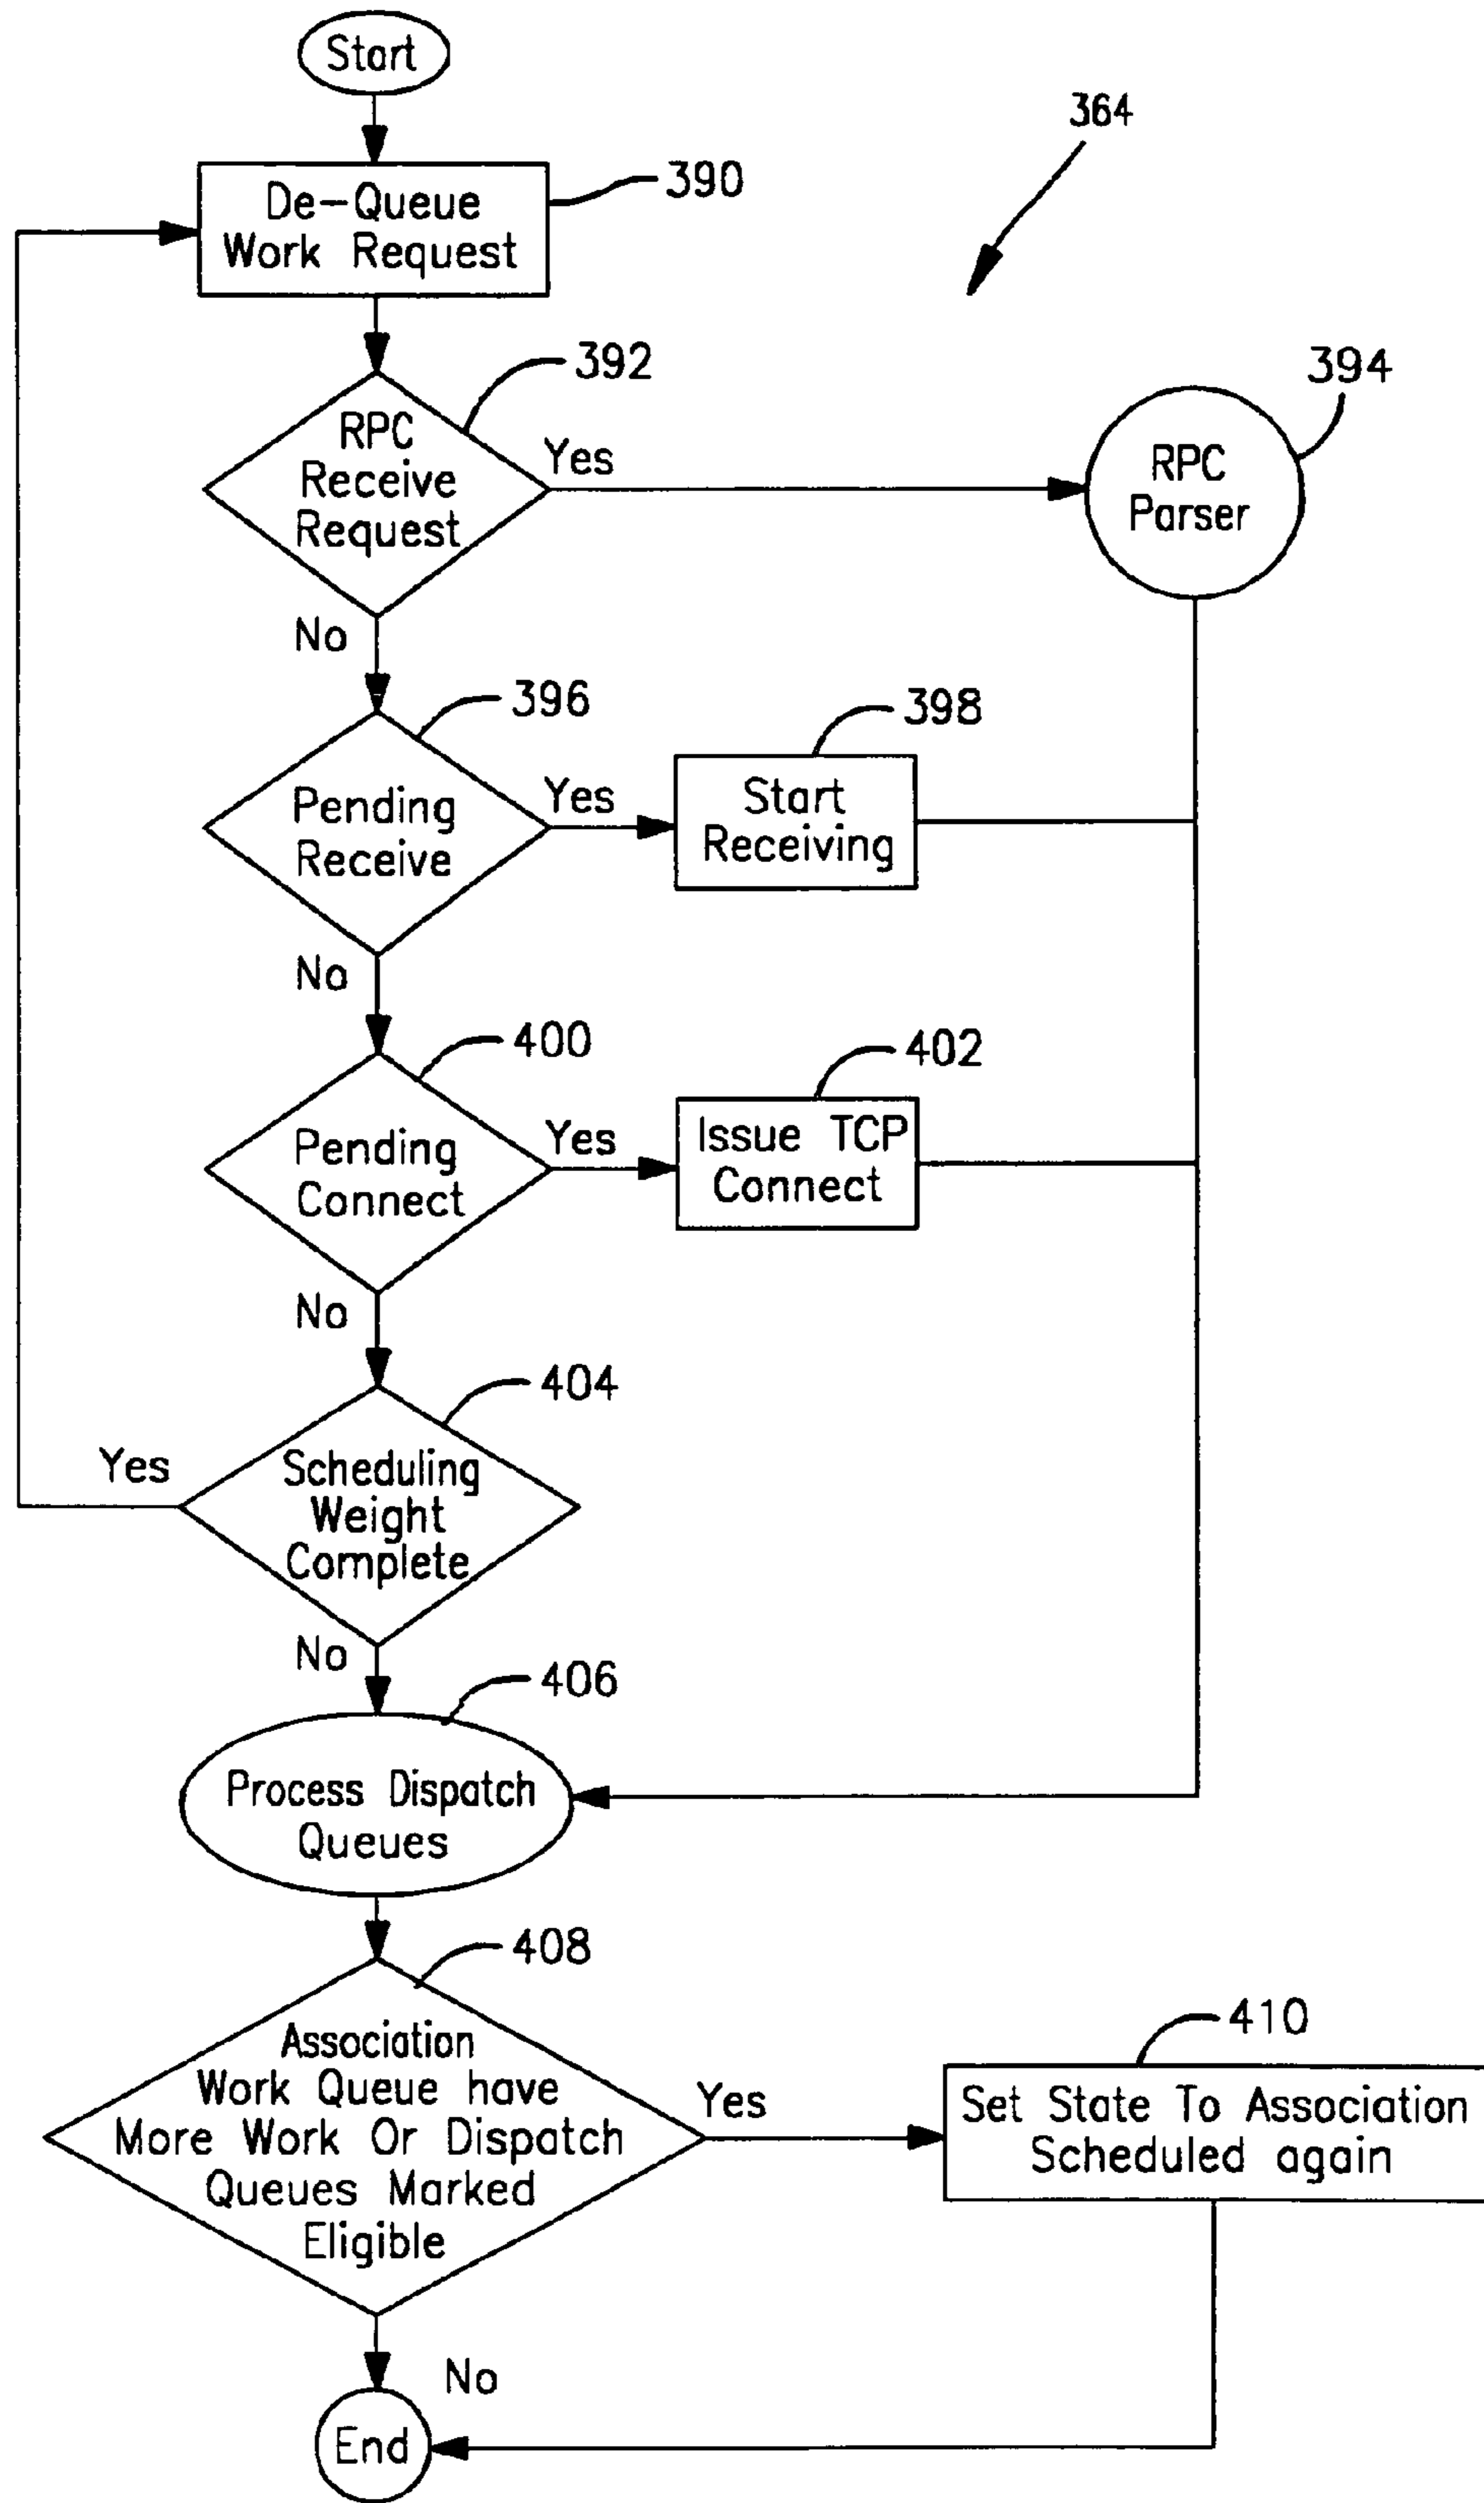 Start
364
De-Queue
Work Request
390
392
RPC
Receive
Request
Yes
394
RPC
Parser
No
396
Pending
Receive
Yes
398
Start
Receiving
No
400
Pending
Connect
Yes
402
Issue TCP
Connect
No
404
Yes
Scheduling
Weight
Complete
No
406
Process Dispatch
Queues
408
Association
Work Queue have
More Work Or Dispatch
Queues Marked
Eligible
Yes
410
Set State To Association
Scheduled again
No
End